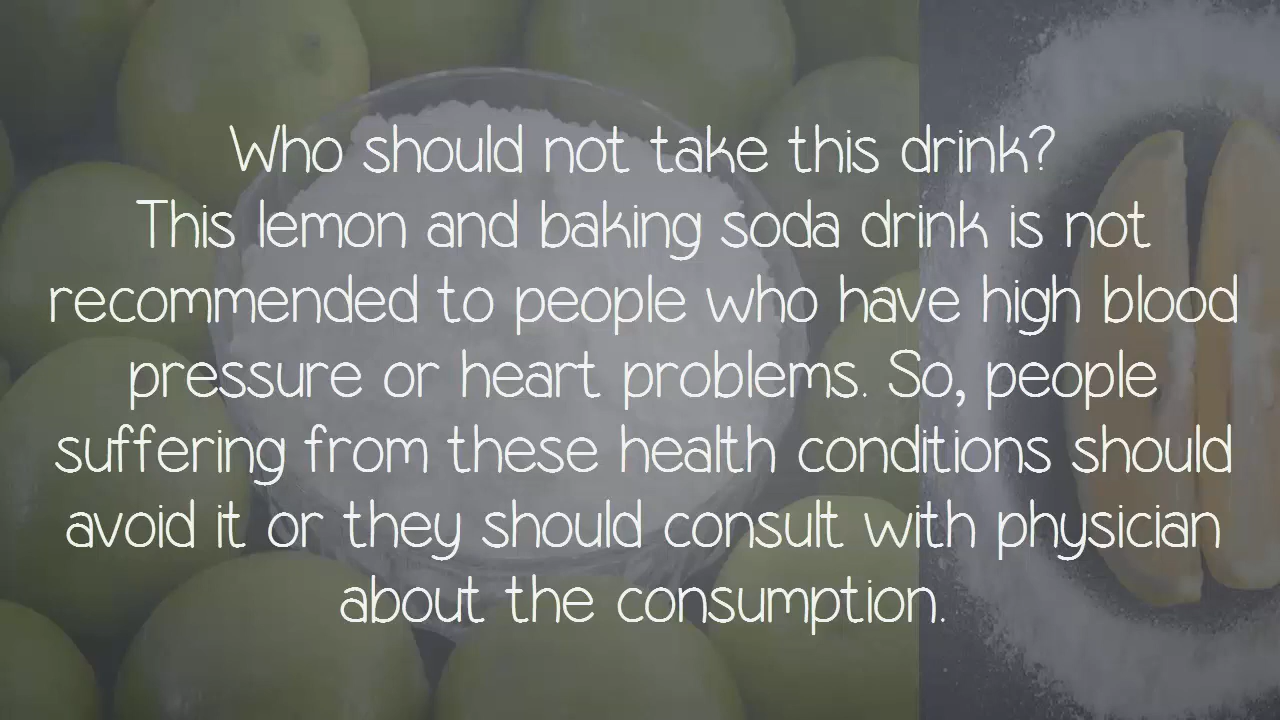 Who should not take this drink?
This lemon and baking soda drink is not
recommended to people who have high blood
pressure or heart problems. So, people
suffering from these health conditions should
avoid it or they should consult with physician
about the consumption.